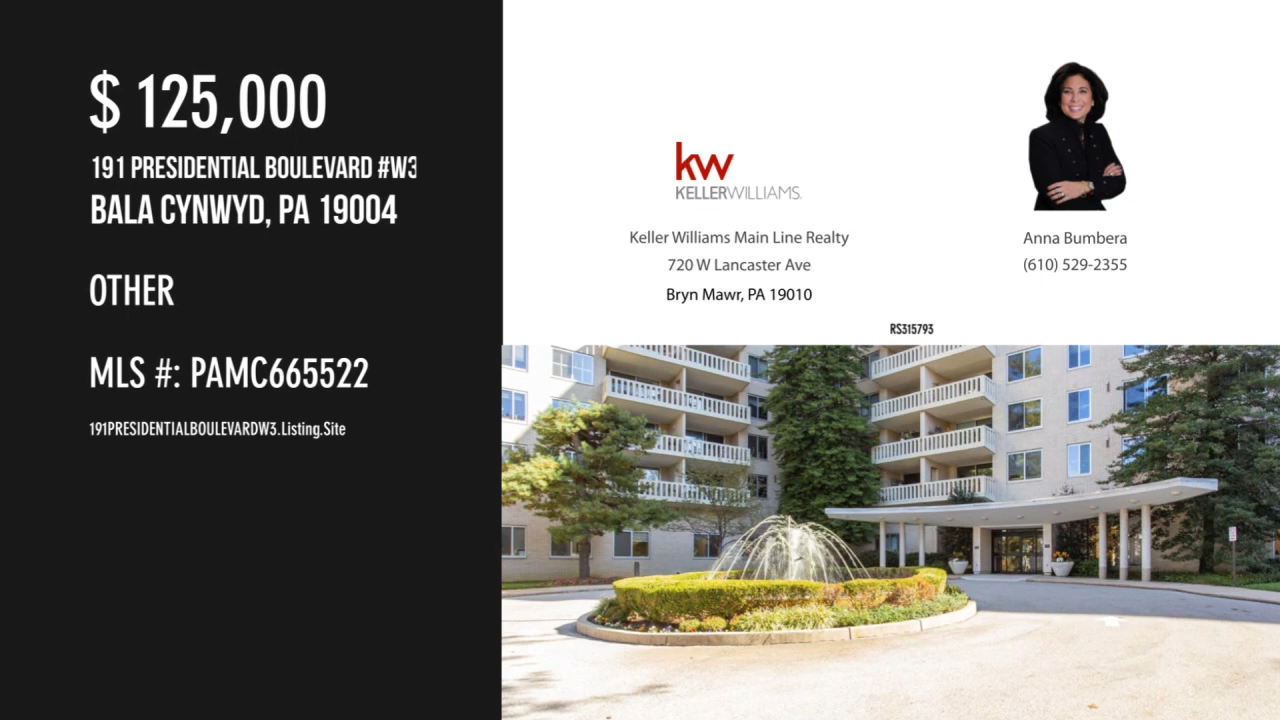 $ 125,000
191 PRESIDENTIAL BOULEVARD #W3
BALA CYNWYD, PA 19004
OTHER
MLS #: PAMC665522
191PRESIDENTIALBOULEVARDW3.Listing.Site
kw
KELLERWILLIAMS.
Keller Williams Main Line Realty
720 W Lancaster Ave
Bryn Mawr, PA 19010
Anna Bumbera
(610) 529-2355
RS315793